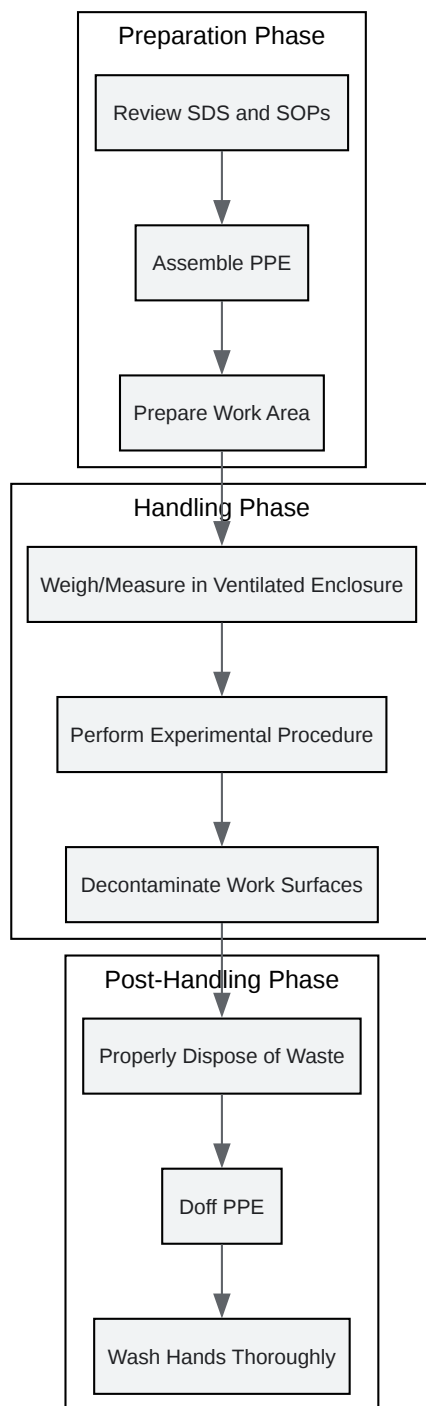 Preparation Phase
Review SDS and SOPs
Assemble PPE
Prepare Work Area
Handling Phase
Weigh/Measure in Ventilated Enclosure
Perform Experimental Procedure
Decontaminate Work Surfaces
Post-Handling Phase
Properly Dispose of Waste
Doff PPE
Wash Hands Thoroughly